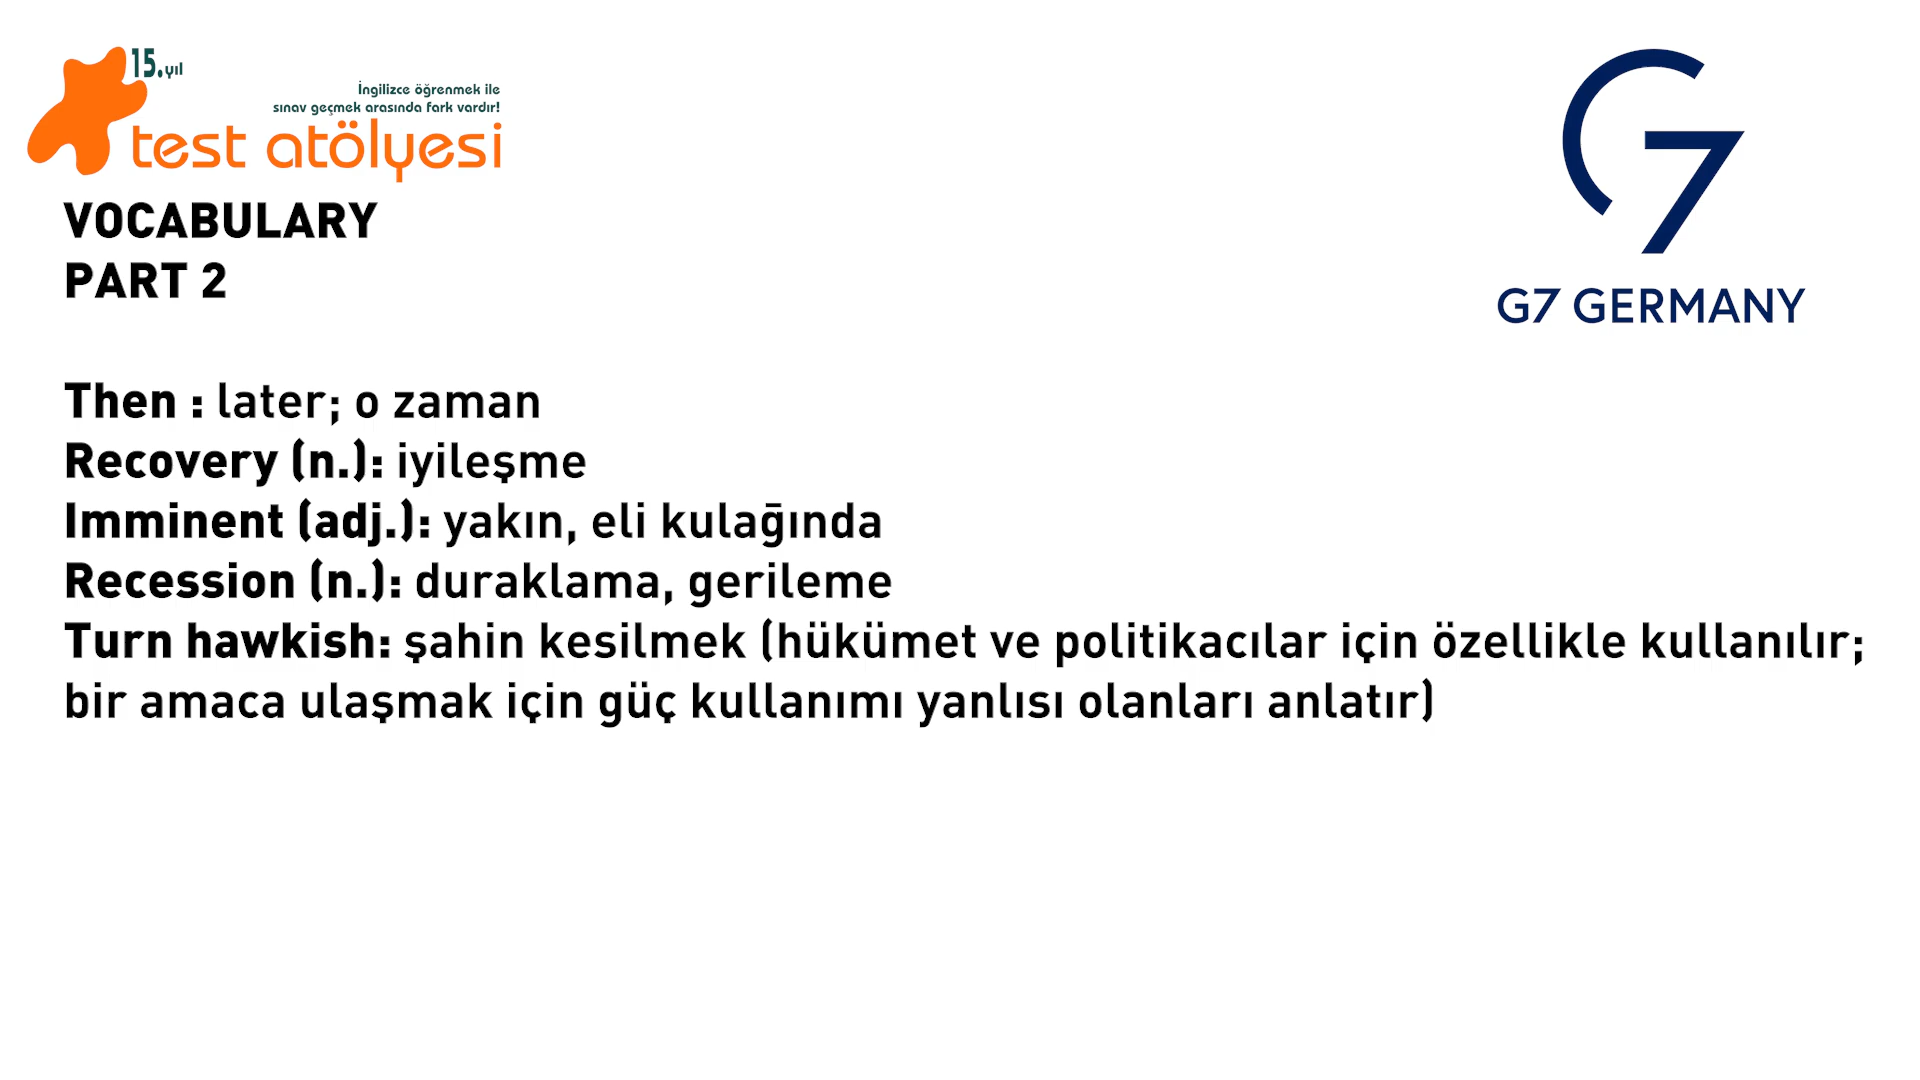 15.yıl
İngilizce öğrenmek ile
sınav geçmek arasında fark vardır!
test atölyesi
G7
G7 GERMANY
VOCABULARY
PART 2
Then : later; o zaman
Recovery (n.): iyileşme
Imminent (adj.): yakın, eli kulağında
Recession (n.): duraklama, gerileme
Turn hawkish: şahin kesilmek (hükümet ve politikacılar için özellikle kullanılır;
bir amaca ulaşmak için güç kullanımı yanlısı olanları anlatır)